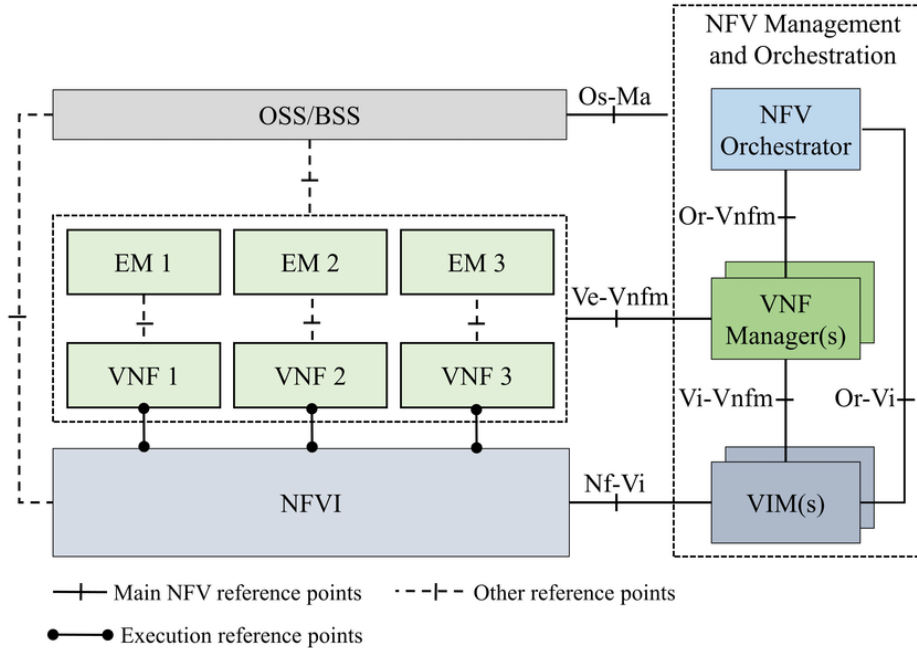 NFV Management
and Orchestration
Os-Ma
OSS/BSS
NFV
Orchestrator
Or-Vnfm
EM 1
EM 2
EM 3
Ve-Vnfm
VNF
Manager(s)
VNF 1
VNF 2
VNF 3
Vi-Vnfm
Or-Vi
Nf-Vi
NFVI
VIM(s)
Main NFV reference points
Other reference points
Execution reference points